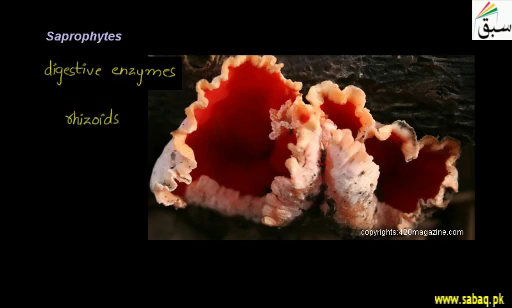 سبق
Saprophytes
digestive enzymes
rhizoids
copyrights:420magazine.com
www.sabaq.pk